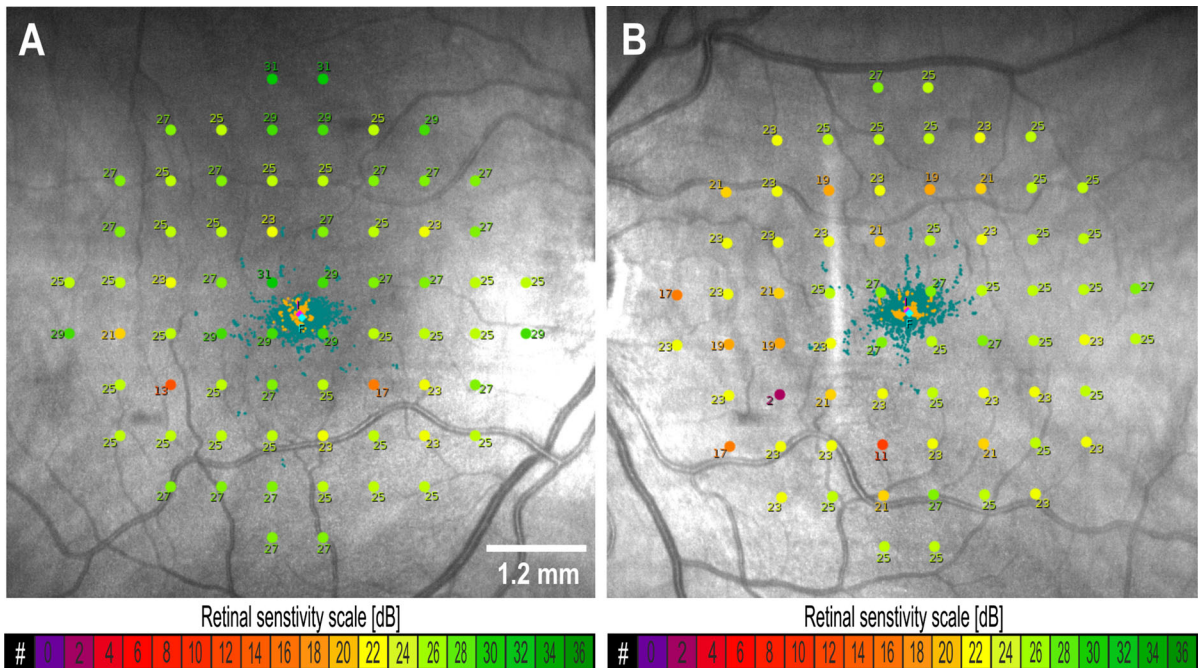 A
31 31
27 25 29 29 25 29
27 25 27 25 25 27 27 27
27 25 25 23 27 25 23 27
25 25 23 27 31 29 27 27 25 25
F
29 21 25 29 29 29 25 25 25 29
25 13 25 27 25 17 23 27
25 25 25 25 23 25 23 25
27 27 27 25 25 25
27 27
1.2 mm
Retinal senstivity scale [dB]
# 0 2 4 6 8 10 12 14 16 18 20 22 24 26 28 30 32 34 36
B
27 25
23 25 25 25 23 25
21 23 19 23 19 21 25 25
23 23 23 21 25 23 25 25
17 23 21 25 27 27 25 25 25 27
I
F
23 19 19 23 27 25 27 25 23 25
23 2 21 23 25 23 23 25
17 23 23 11 23 21 25 23
23 25 21 27 25 23
25 25
Retinal senstivity scale [dB]
# 0 2 4 6 8 10 12 14 16 18 20 22 24 26 28 30 32 34 36